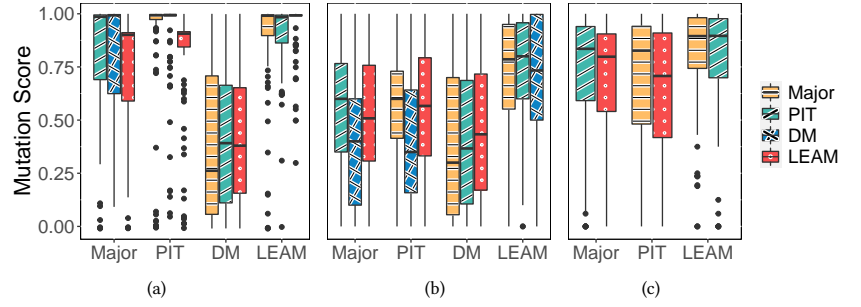 Mutation Score
1.00
0.75
0.50
0.25
0.00
Major PIT DM LEAM
Major PIT DM LEAM
Major PIT LEAM
Major
PIT
DM
LEAM
(a) (b) (c)